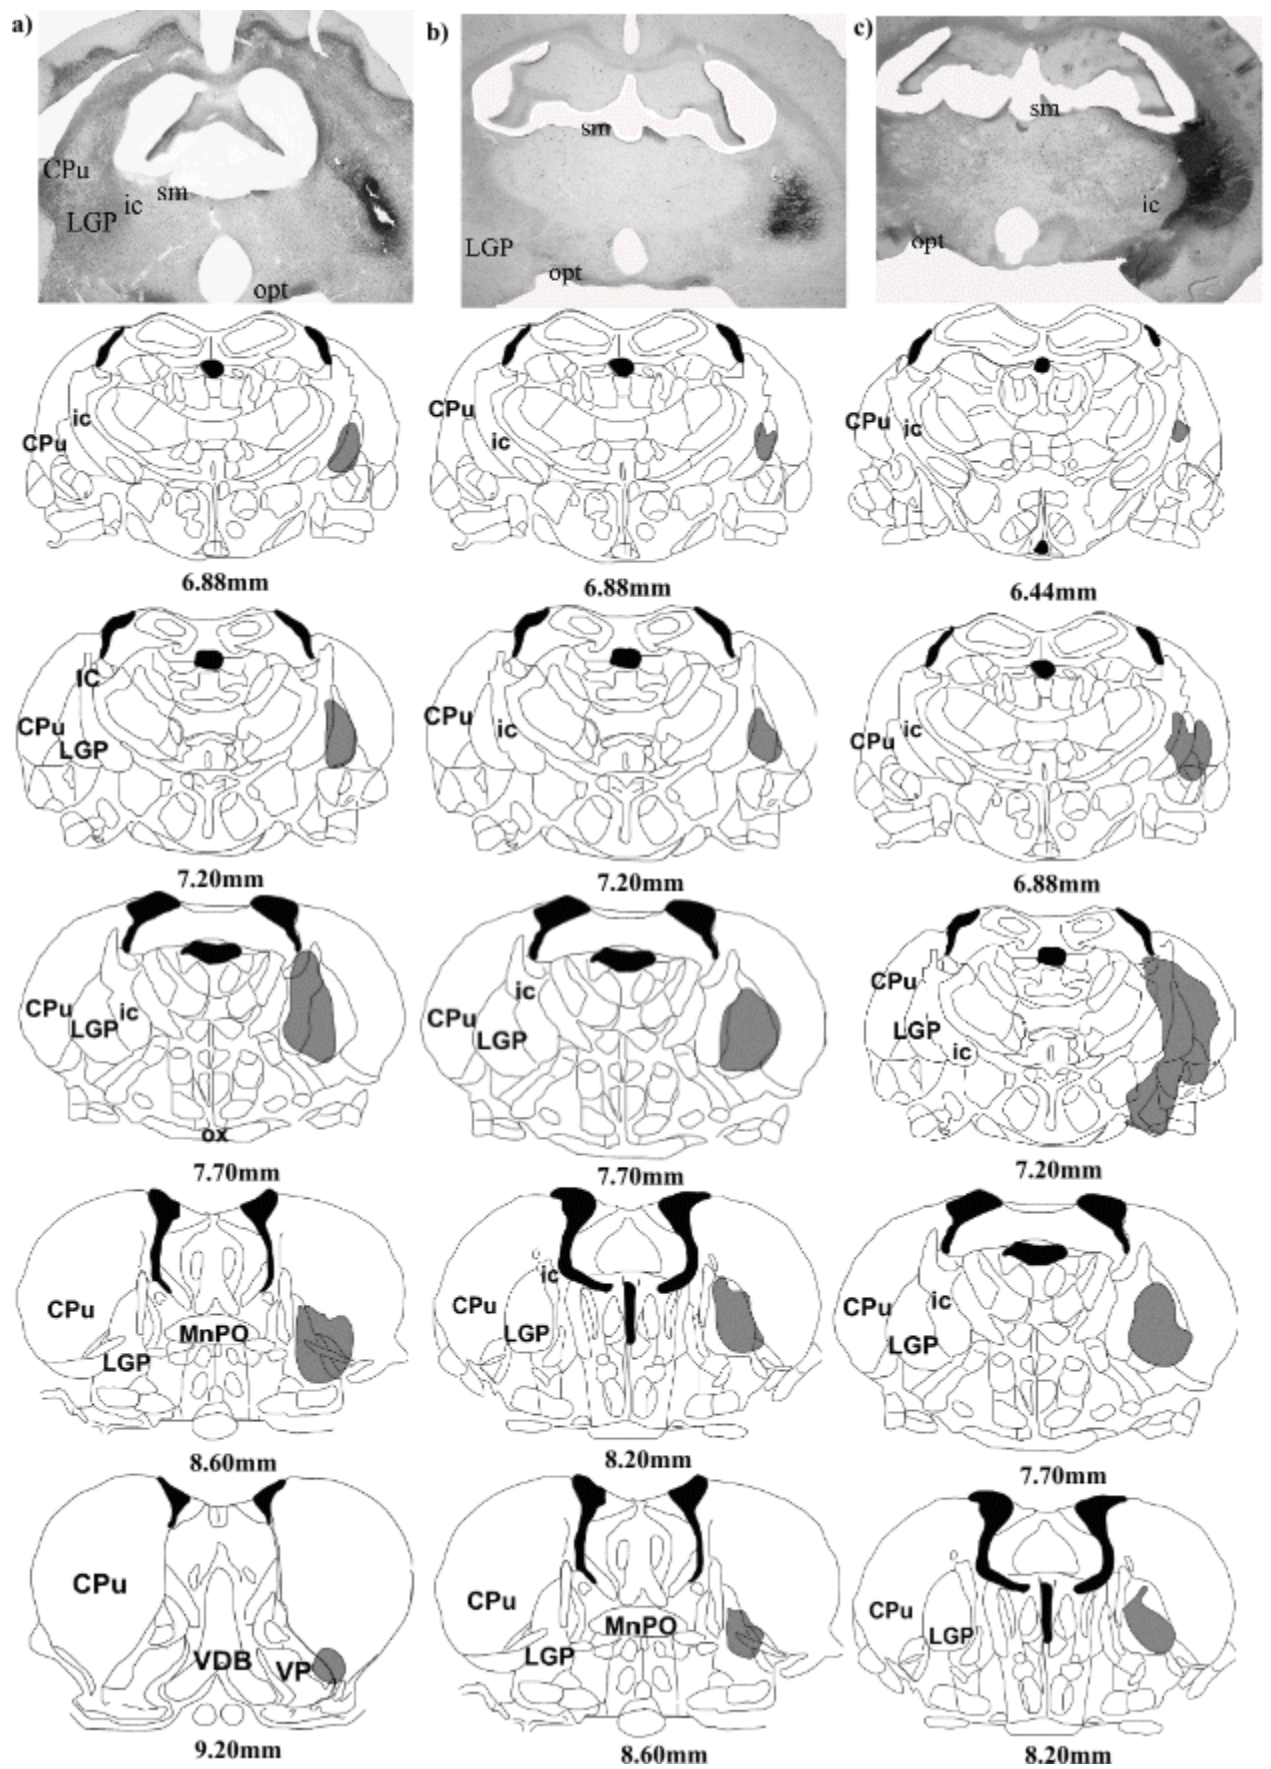 a)
CPu
LGP
ic
sm
opt
b)
sm
LGP
opt
c)
sm
ic
opt
ic
CPu
6.88mm
CPu
ic
6.88mm
CPu
ic
6.44mm
IC
CPu
LGP
7.20mm
CPu
ic
7.20mm
CPu
ic
6.88mm
CPu
LGP
ic
ox
7.70mm
CPu
ic
LGP
7.70mm
CPu
LGP
ic
7.20mm
CPu
MnPO
LGP
8.60mm
ic
CPu
LGP
8.20mm
CPu
ic
LGP
7.70mm
CPu
VDB
VP
9.20mm
CPu
MnPO
LGP
8.60mm
CPu
LGP
8.20mm